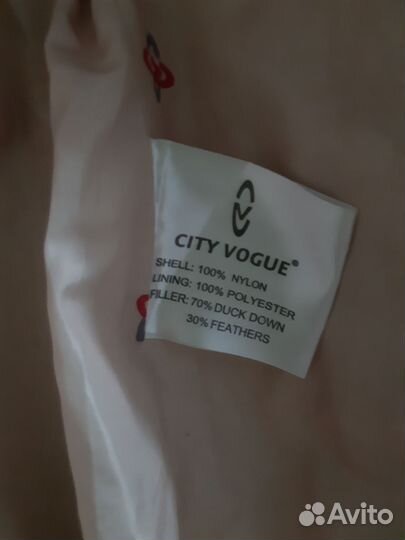 CITY VOGUE®
SHELL: 100% NYLON
LINING: 100% POLYESTER
FILLER: 70% DUCK DOWN
30% FEATHERS
Avito